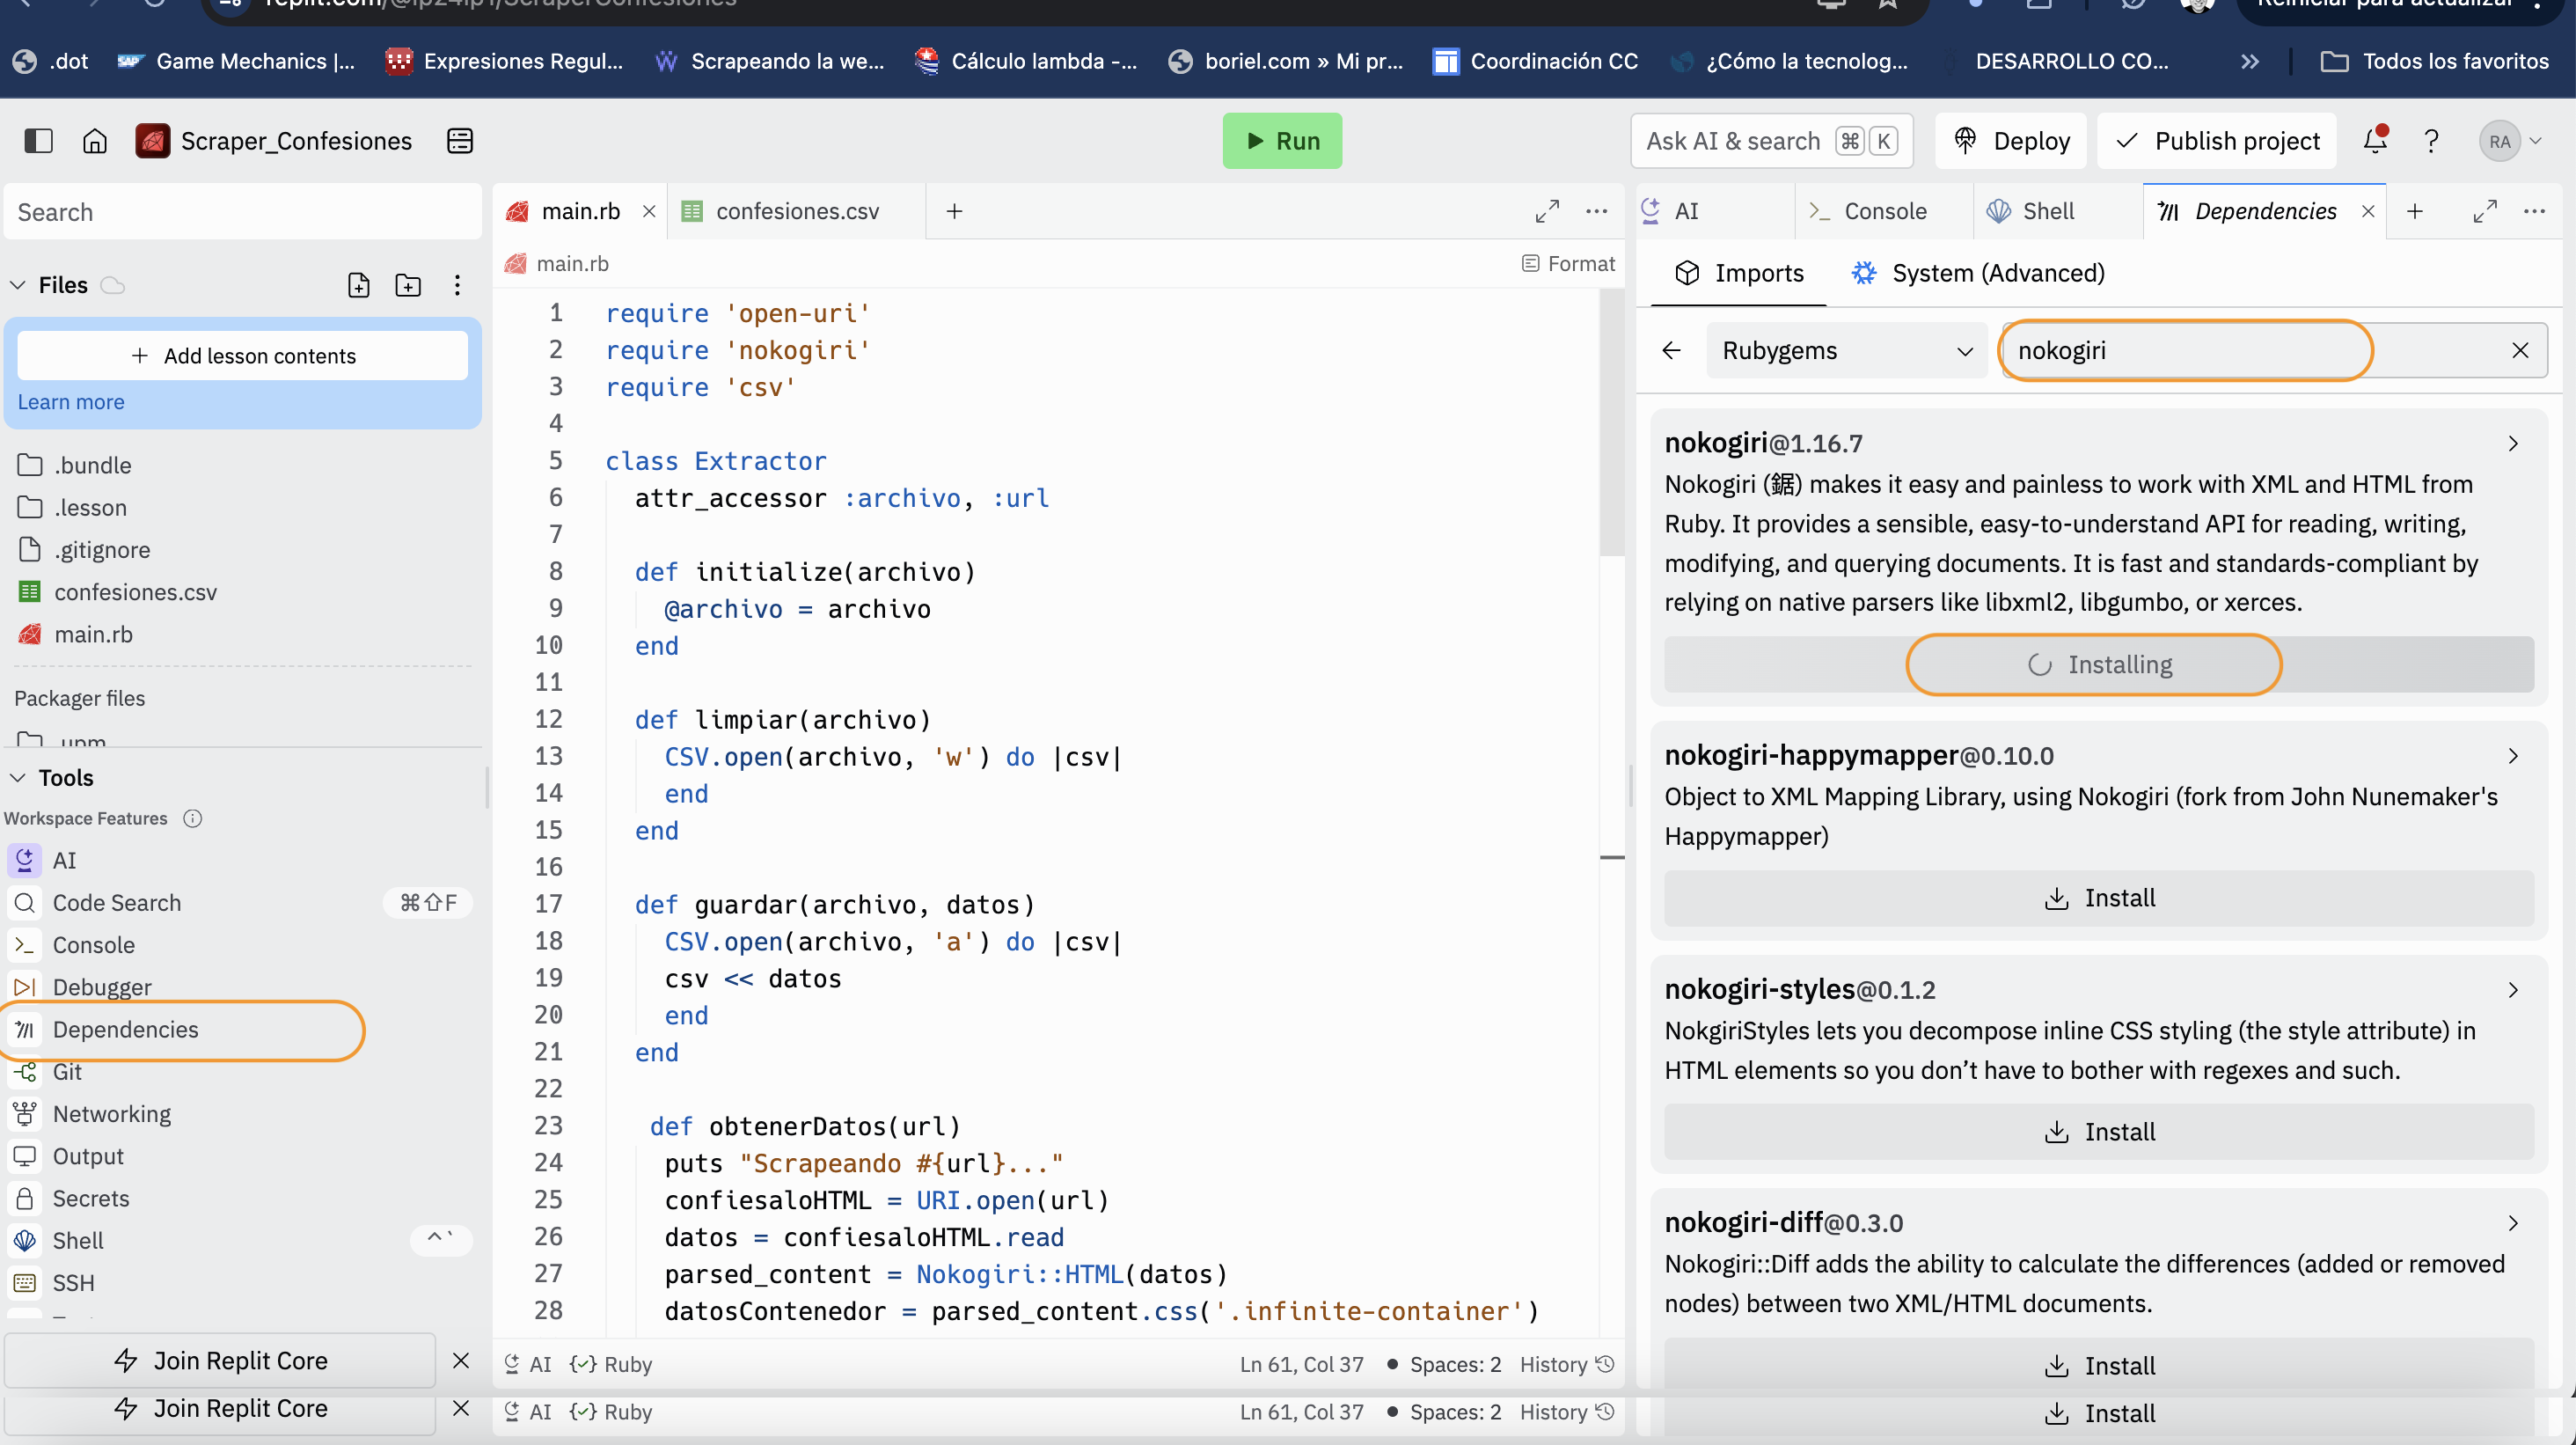 replit.com/@lp24lp1/ScraperConfesiones
Reiniciar para actualizar
.dot
SAP
Game Mechanics |...
Expresiones Regul...
Scrapeando la we...
Cálculo lambda -...
boriel.com » Mi pr...
Coordinación CC
¿Cómo la tecnolog...
DESARROLLO CO...
»
Todos los favoritos
Scraper_Confesiones
Run
Ask AI & search ⌘ K
Deploy
Publish project
?
RA
Search
Files
+ Add lesson contents
Learn more
.bundle
.lesson
.gitignore
confesiones.csv
main.rb
Packager files
.upm
Tools
Workspace Features
AI
Code Search ⌘⇧F
Console
Debugger
Dependencies
Git
Networking
Output
Secrets
Shell ^ `
SSH
Join Replit Core
Join Replit Core
main.rb
confesiones.csv
main.rb
Format
1 require 'open-uri'
2 require 'nokogiri'
3 require 'csv'
4
5 class Extractor
6 attr_accessor :archivo, :url
7
8 def initialize(archivo)
9 @archivo = archivo
10 end
11
12 def limpiar(archivo)
13 CSV.open(archivo, 'w') do |csv|
14 end
15 end
16
17 def guardar(archivo, datos)
18 CSV.open(archivo, 'a') do |csv|
19 csv << datos
20 end
21 end
22
23 def obtenerDatos(url)
24 puts "Scrapeando #{url}..."
25 confiesaloHTML = URI.open(url)
26 datos = confiesaloHTML.read
27 parsed_content = Nokogiri::HTML(datos)
28 datosContenedor = parsed_content.css('.infinite-container')
AI {✓} Ruby
Ln 61, Col 37 • Spaces: 2 History
AI {✓} Ruby
Ln 61, Col 37 • Spaces: 2 History
AI
Console
Shell
Dependencies
Imports
System (Advanced)
Rubygems
nokogiri
nokogiri@1.16.7
Nokogiri (鋸) makes it easy and painless to work with XML and HTML from
Ruby. It provides a sensible, easy-to-understand API for reading, writing,
modifying, and querying documents. It is fast and standards-compliant by
relying on native parsers like libxml2, libgumbo, or xerces.
Installing
nokogiri-happymapper@0.10.0
Object to XML Mapping Library, using Nokogiri (fork from John Nunemaker's
Happymapper)
Install
nokogiri-styles@0.1.2
NokgiriStyles lets you decompose inline CSS styling (the style attribute) in
HTML elements so you don’t have to bother with regexes and such.
Install
nokogiri-diff@0.3.0
Nokogiri::Diff adds the ability to calculate the differences (added or removed
nodes) between two XML/HTML documents.
Install
Install